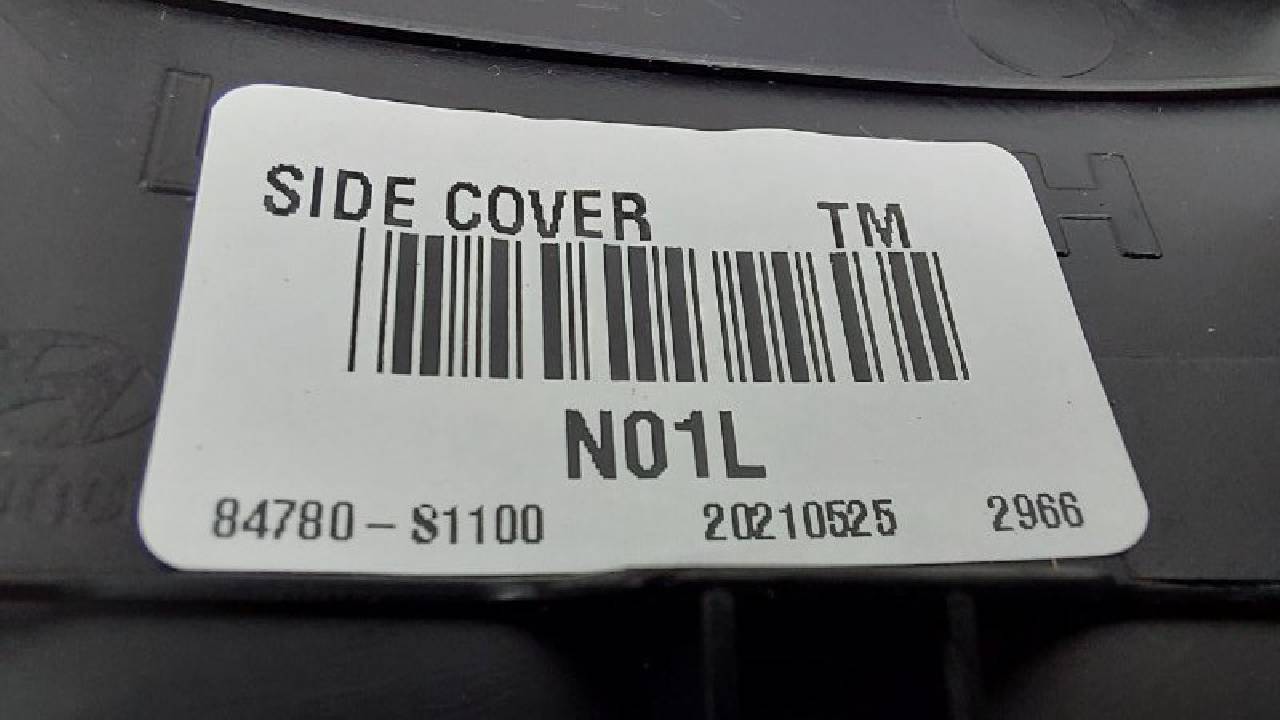 SIDE COVER TM
N01L
84780-S1100 20210525 2966